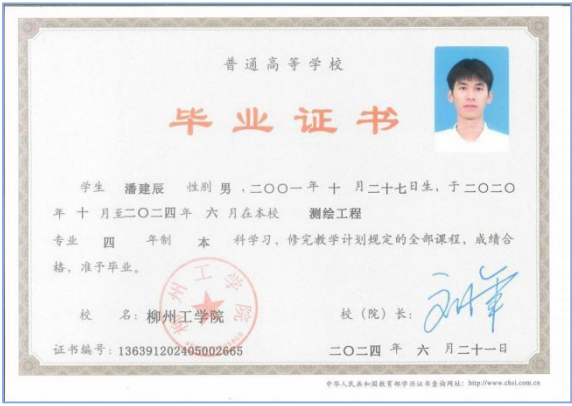 普通高等学校
毕业证书
学生 潘建辰 性别 男，二〇〇一年 十 月二十七日生，于二〇二〇
年 十 月至二〇二四年 六 月在本校 测绘工程
专业 四 年制 本 科学习，修完教学计划规定的全部课程，成绩合
格，准予毕业。
柳州工学院
校 名：柳州工学院 校（院）长：
证书编号：136391202405002665 二〇二四 年 六 月二十一日
中华人民共和国教育部学历证书查询网址：http://www.chsi.com.cn